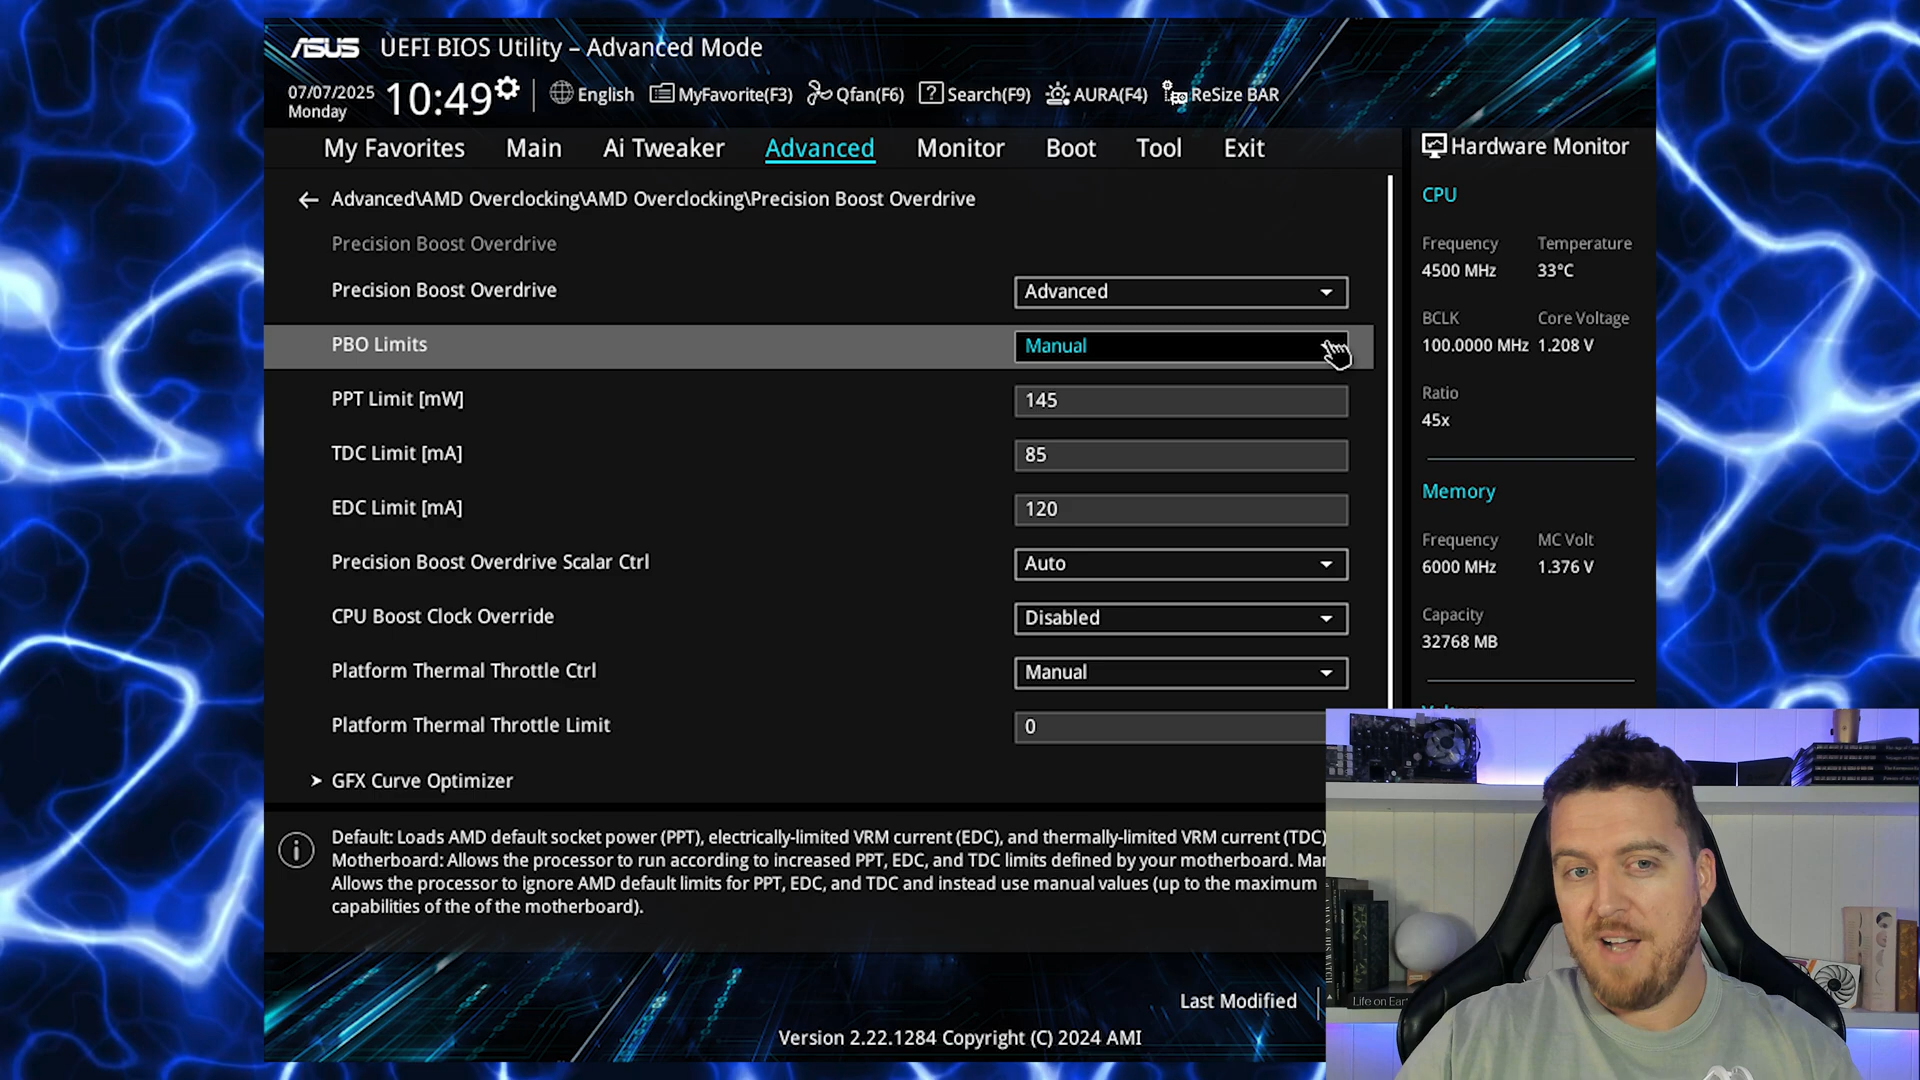 ASUS UEFI BIOS Utility – Advanced Mode
07/07/2025
Monday
10:49
English
MyFavorite(F3)
Qfan(F6)
Search(F9)
AURA(F4)
ReSize BAR
My Favorites
Main
Ai Tweaker
Advanced
Monitor
Boot
Tool
Exit
Advanced\AMD Overclocking\AMD Overclocking\Precision Boost Overdrive
Precision Boost Overdrive
Precision Boost Overdrive Advanced
PBO Limits Manual
PPT Limit [mW] 145
TDC Limit [mA] 85
EDC Limit [mA] 120
Precision Boost Overdrive Scalar Ctrl Auto
CPU Boost Clock Override Disabled
Platform Thermal Throttle Ctrl Manual
Platform Thermal Throttle Limit 0
GFX Curve Optimizer
Default: Loads AMD default socket power (PPT), electrically-limited VRM current (EDC), and thermally-limited VRM current (TDC)
Motherboard: Allows the processor to run according to increased PPT, EDC, and TDC limits defined by your motherboard.
Allows the processor to ignore AMD default limits for PPT, EDC, and TDC and instead use manual values (up to the maximum
capabilities of the of the motherboard).
Last Modified
Version 2.22.1284 Copyright (C) 2024 AMI
Hardware Monitor
CPU
Frequency Temperature
4500 MHz 33°C
BCLK Core Voltage
100.0000 MHz 1.208 V
Ratio
45x
Memory
Frequency MC Volt
6000 MHz 1.376 V
Capacity
32768 MB
Life on Ear